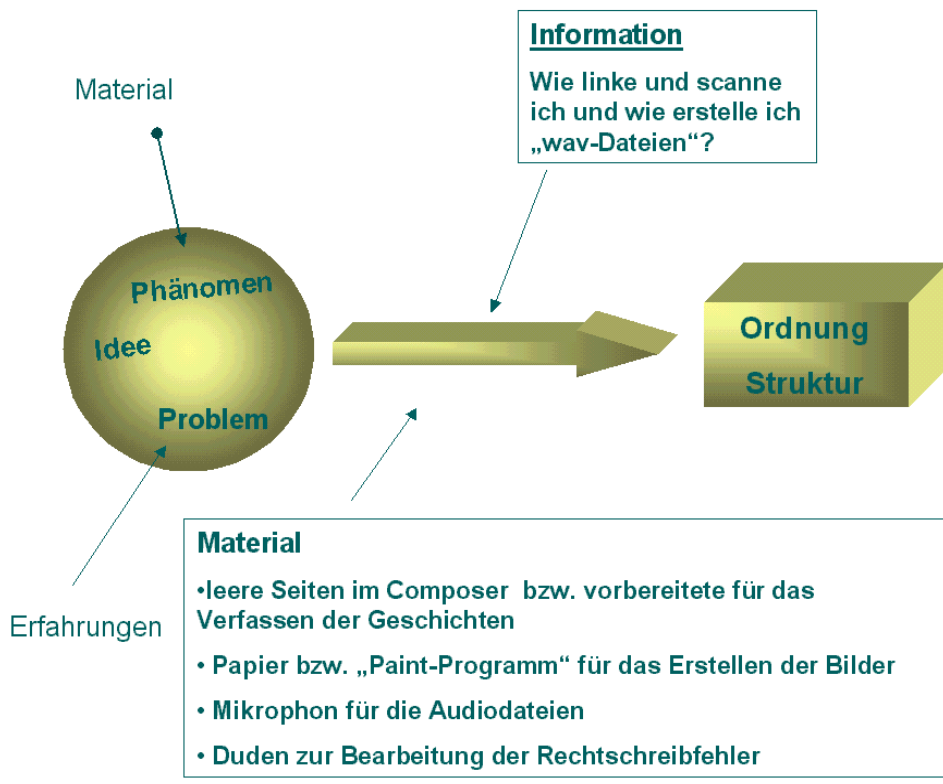 Information
Wie linke und scanne
ich und wie erstelle ich
„wav-Dateien“?
Material
Phänomen
Idee
Problem
Ordnung
Struktur
Erfahrungen
Material
•leere Seiten im Composer bzw. vorbereitete für das
Verfassen der Geschichten
• Papier bzw. „Paint-Programm“ für das Erstellen der Bilder
• Mikrophon für die Audiodateien
• Duden zur Bearbeitung der Rechtschreibfehler